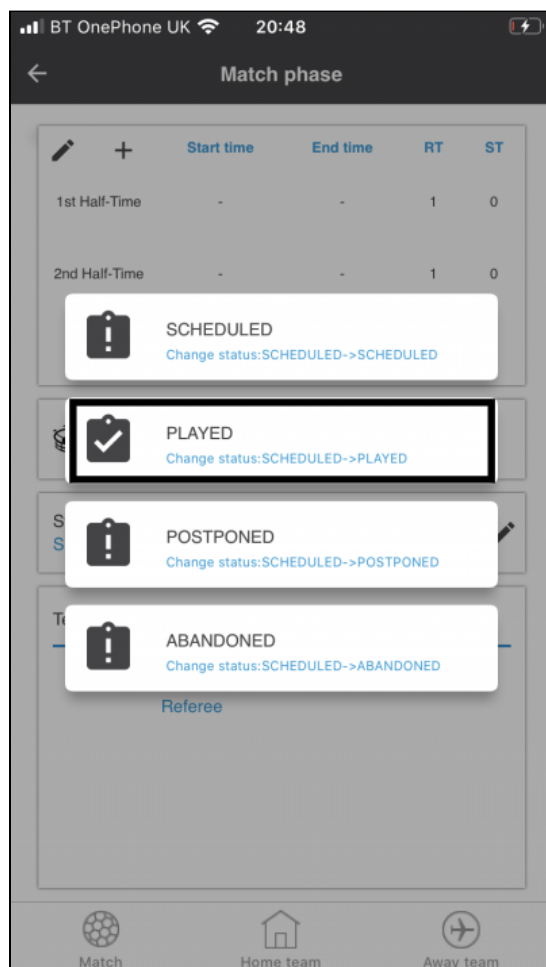 BT OnePhone UK 20:48
Match phase
Start time End time RT ST
1st Half-Time - - 1 0
2nd Half-Time - - 1 0
SCHEDULED
Change status:SCHEDULED->SCHEDULED
PLAYED
Change status:SCHEDULED->PLAYED
S
S
POSTPONED
Change status:SCHEDULED->POSTPONED
ABANDONED
Change status:SCHEDULED->ABANDONED
Referee
Match Home team Away team